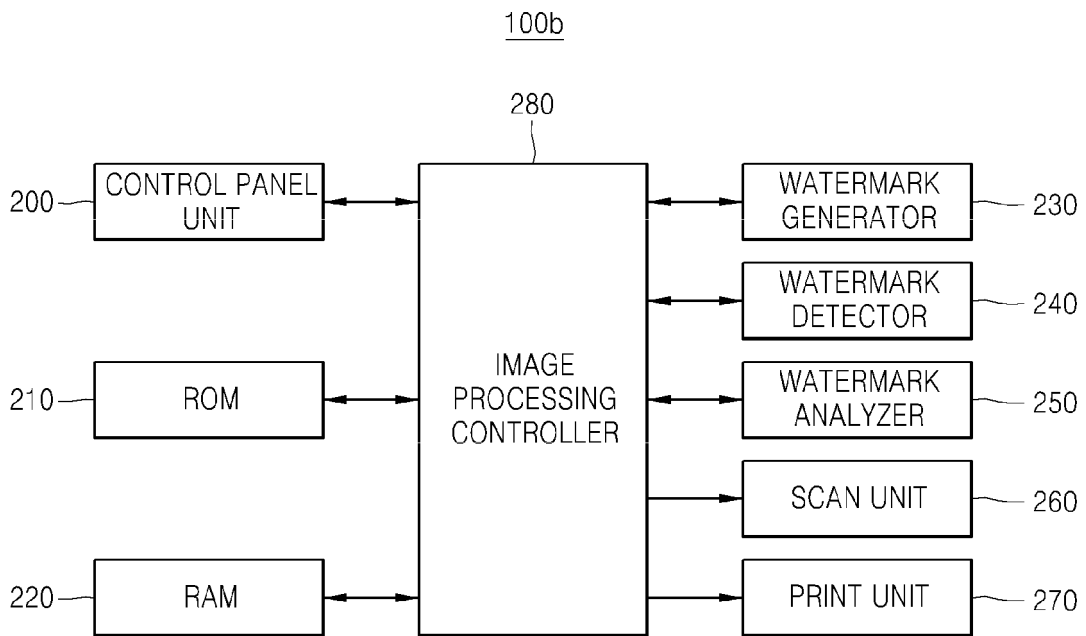 100b
280
200
CONTROL PANEL
UNIT
WATERMARK
GENERATOR
230
WATERMARK
DETECTOR
240
210
ROM
IMAGE
PROCESSING
CONTROLLER
WATERMARK
ANALYZER
250
SCAN UNIT
260
220
RAM
PRINT UNIT
270